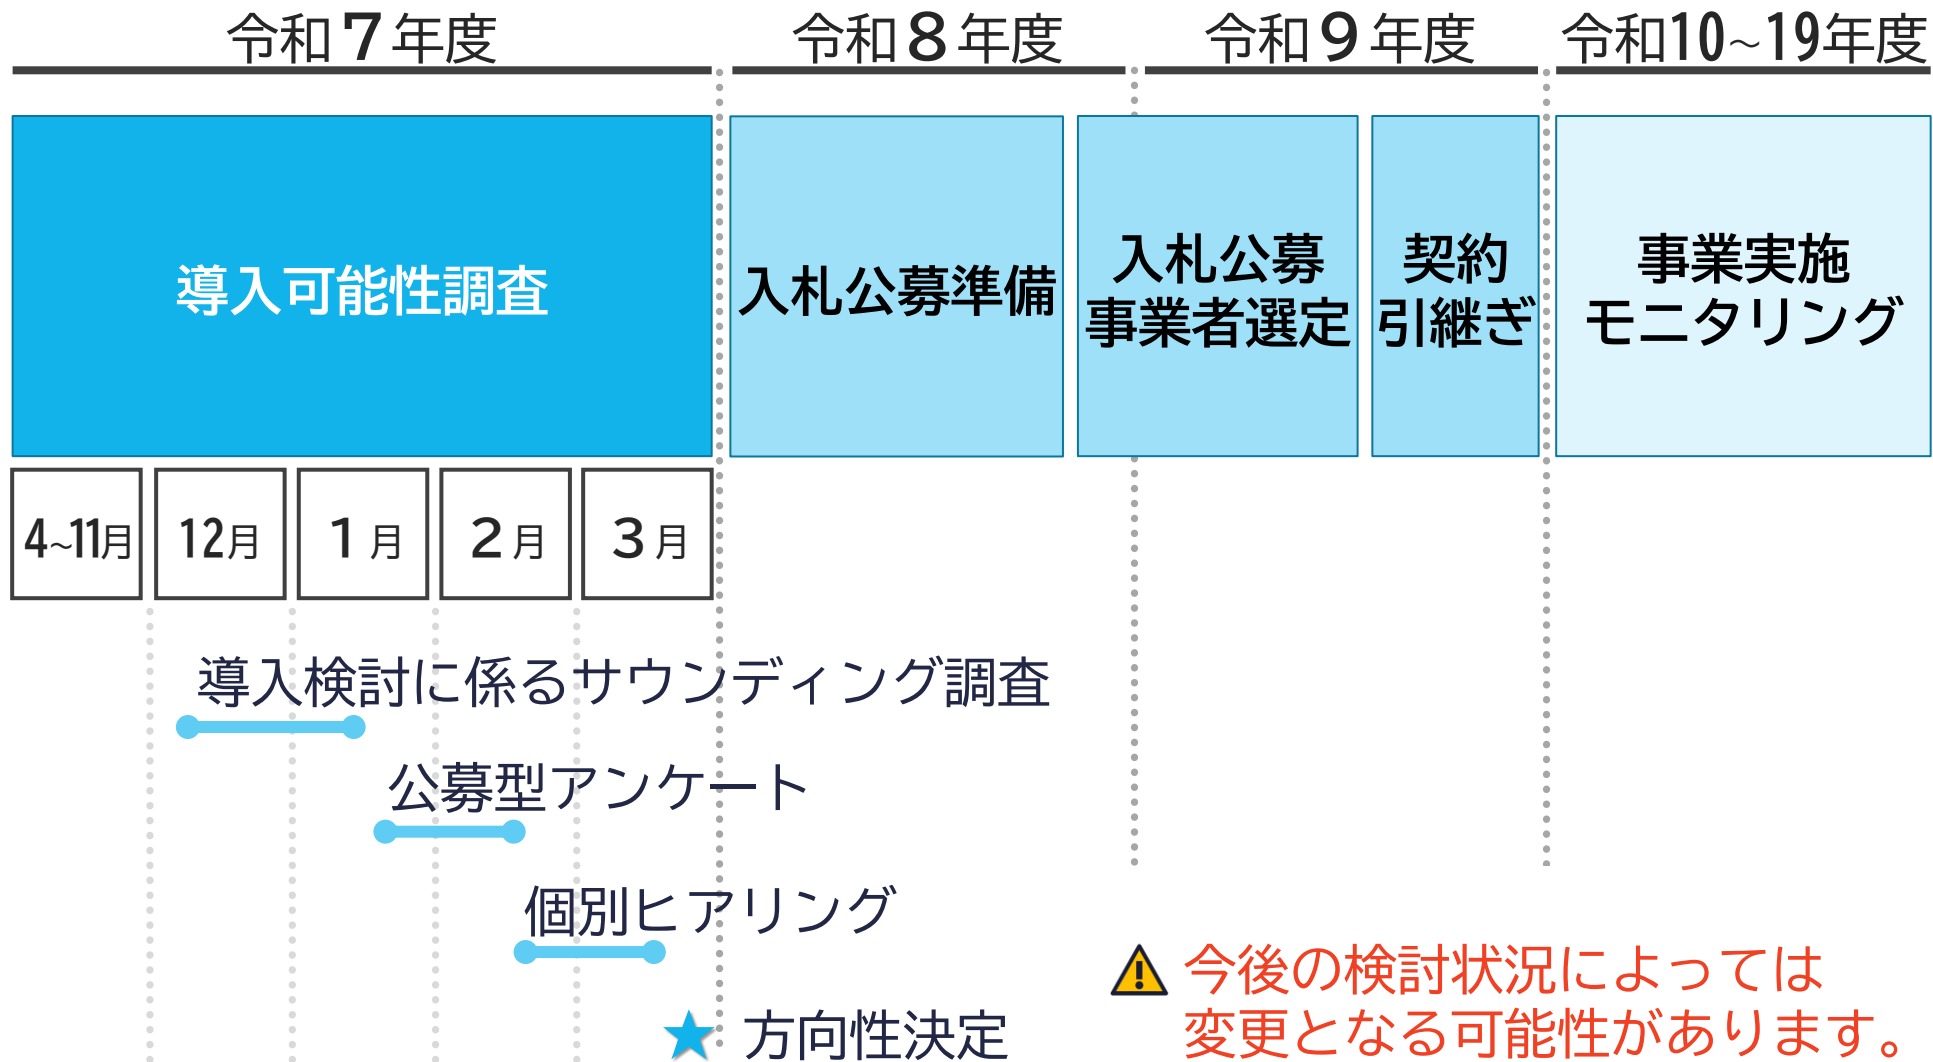 令和７年度
令和８年度
令和９年度
令和10～19年度
導入可能性調査
入札公募準備
入札公募
事業者選定
契約
引継ぎ
事業実施
モニタリング
4～11月
12月
１月
２月
３月
導入検討に係るサウンディング調査
公募型アンケート
個別ヒアリング
方向性決定
今後の検討状況によっては
変更となる可能性があります。